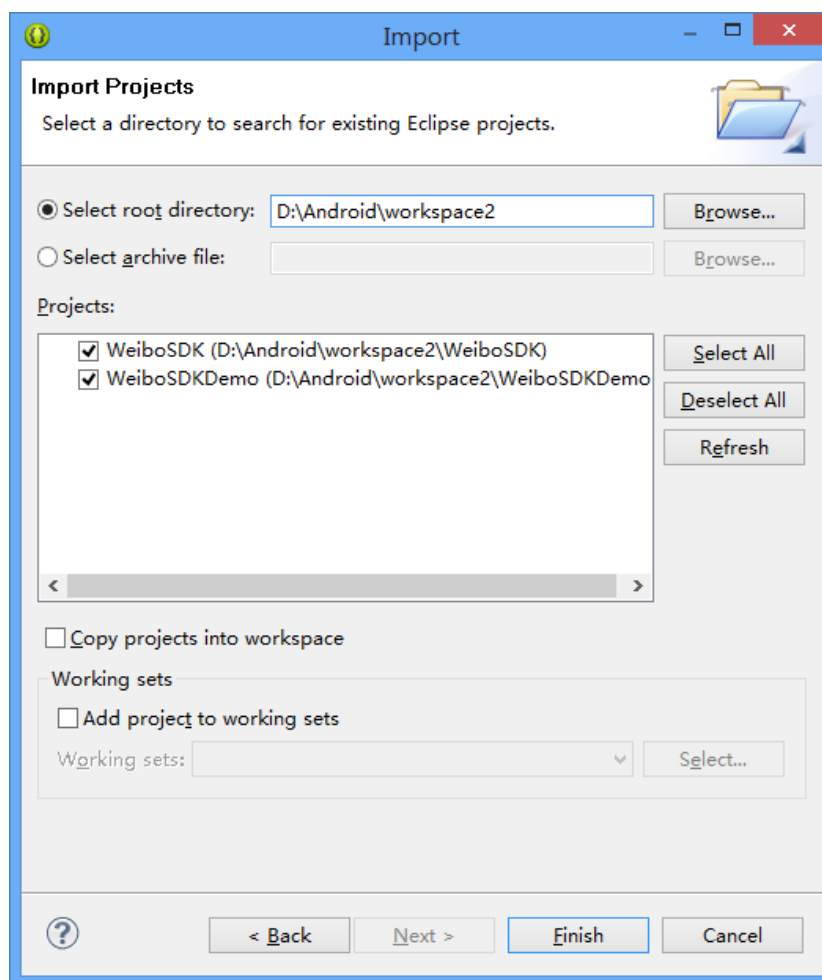 Import
Import Projects
Select a directory to search for existing Eclipse projects.
Select root directory: D:\Android\workspace2 Browse...
Select archive file: Browse...
Projects:
WeiboSDK (D:\Android\workspace2\WeiboSDK)
WeiboSDKDemo (D:\Android\workspace2\WeiboSDKDemo
Select All
Deselect All
Refresh
Copy projects into workspace
Working sets
Add project to working sets
Working sets: Select...
< Back Next > Finish Cancel